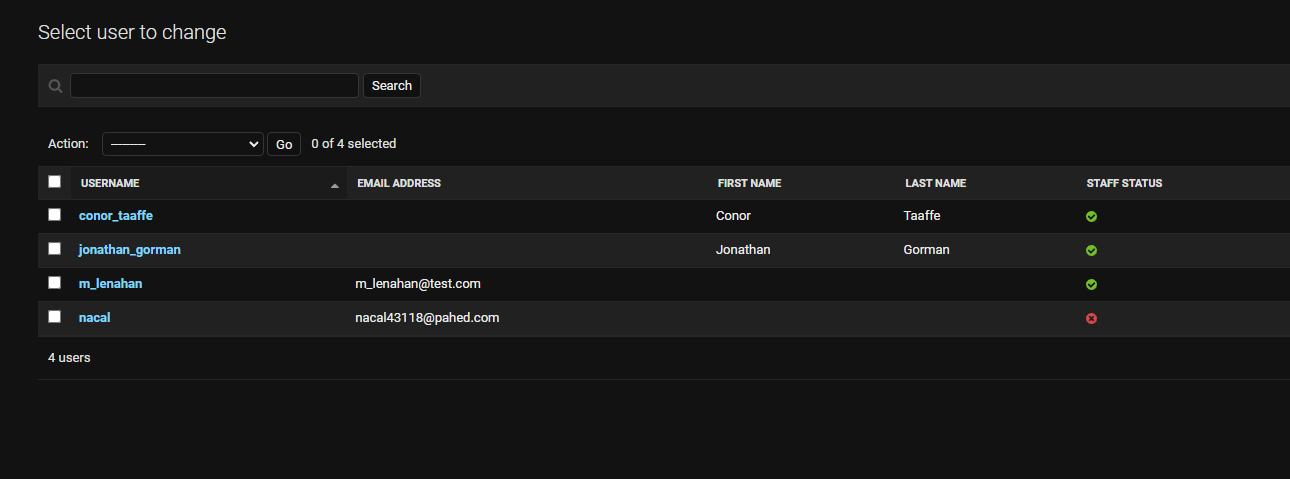 Select user to change
Search
Action: --------- Go 0 of 4 selected
USERNAME EMAIL ADDRESS FIRST NAME LAST NAME STAFF STATUS
conor_taaffe Conor Taaffe
jonathan_gorman Jonathan Gorman
m_lenahan m_lenahan@test.com
nacal nacal43118@pahed.com
4 users